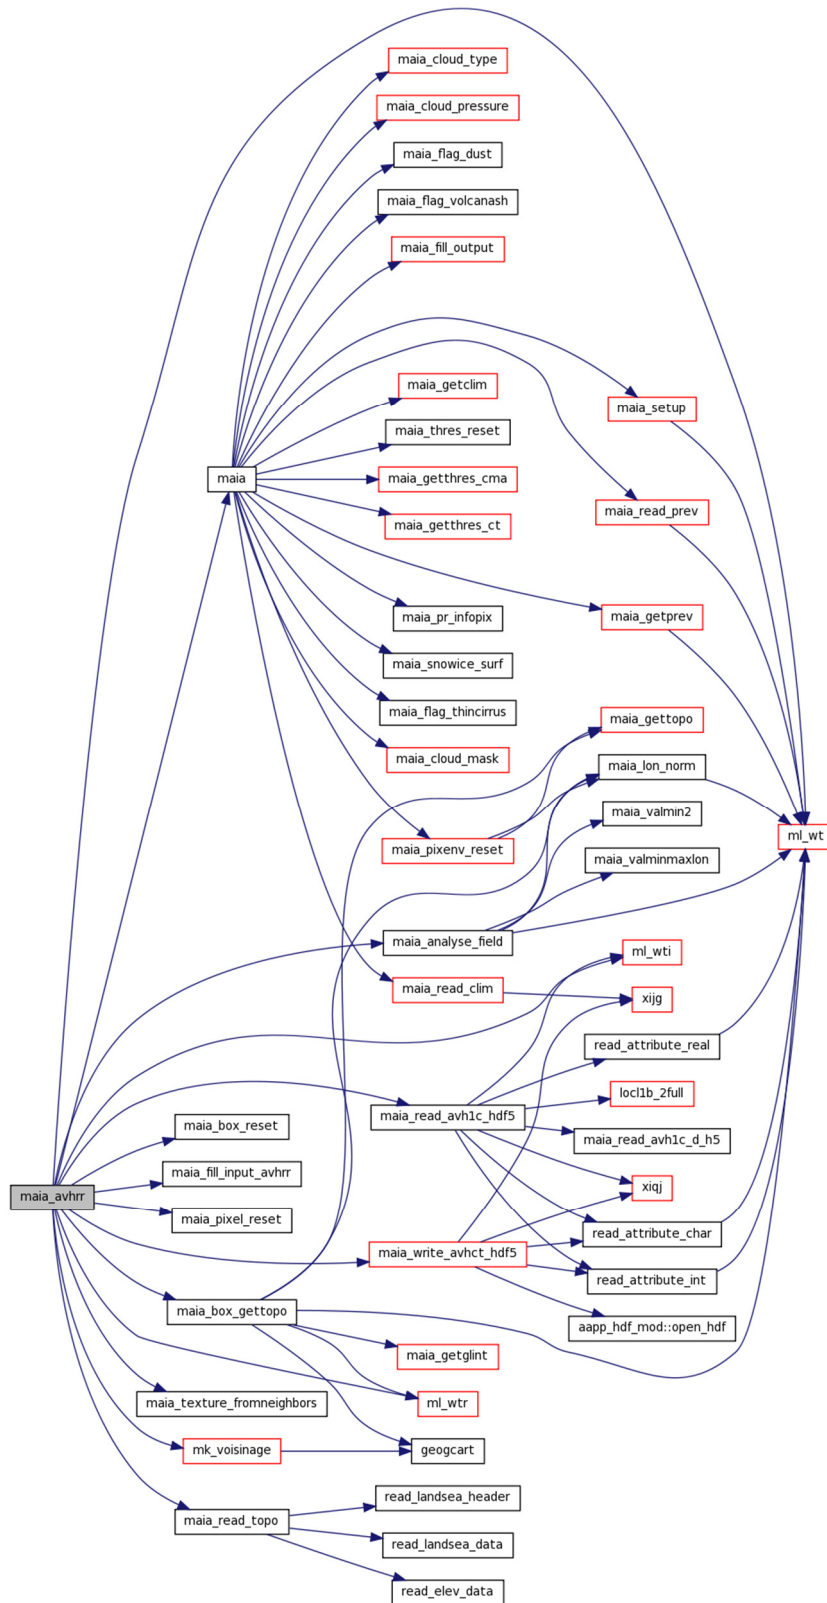 maia_cloud_type
maia_cloud_pressure
maia_flag_dust
maia_flag_volcanash
maia_fill_output
maia_getclim
maia_setup
maia_thres_reset
maia
maia_getthres_cma
maia_read_prev
maia_getthres_ct
maia_pr_infopix
maia_getprev
maia_snowice_surf
maia_flag_thincirrus
maia_gettopo
maia_cloud_mask
maia_lon_norm
maia_valmin2
ml_wt
maia_pixenv_reset
maia_valminmaxlon
maia_analyse_field
ml_wti
maia_read_clim
xijg
read_attribute_real
locl1b_2full
maia_read_avh1c_hdf5
maia_box_reset
maia_read_avh1c_d_h5
maia_fill_input_avhrr
xiqj
maia_avhrr
maia_pixel_reset
read_attribute_char
maia_write_avhct_hdf5
read_attribute_int
maia_box_gettopo
aapp_hdf_mod::open_hdf
maia_getglint
maia_texture_fromneighbors
ml_wtr
mk_voisinage
geogcart
read_landsea_header
maia_read_topo
read_landsea_data
read_elev_data